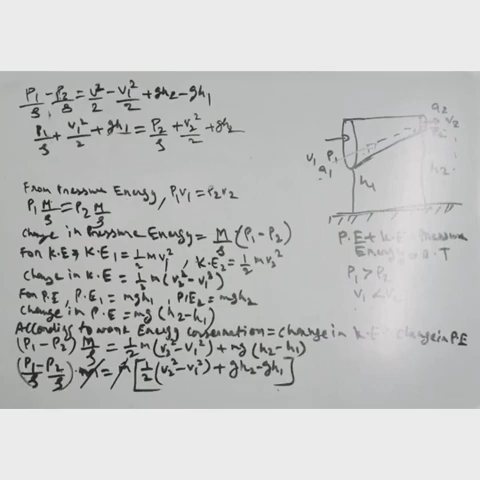 P₁/ρ - P₂/ρ = v²/2 - v₁²/2 + gh₂ - gh₁
P₁/ρ + v₁²/2 + gh₁ = P₂/ρ + v₂²/2 + gh₂
From Pressure Energy, P₁V₁ = P₂V₂
P₁ M/ρ = P₂ M/ρ
Change in Pressure Energy = M/ρ (P₁ - P₂)
For K.E, K.E₁ = 1/2 mv₁², K.E₂ = 1/2 mv₂²
Change in K.E = 1/2 m (v₂² - v₁²)
For P.E, P.E₁ = mgh₁, P.E₂ = mgh₂
Change in P.E = mg (h₂ - h₁)
According to work Energy conservation = change in K.E + change in P.E
(P₁ - P₂) M/ρ = 1/2 m (v₂² - v₁²) + mg (h₂ - h₁)
(P₁/ρ - P₂/ρ) m = m [1/2 (v₂² - v₁²) + gh₂ - gh₁]
a₂
v₂
P₂
v₁ P₁
a₁
h₁
h₂
P.E + K.E + Pressure
Energy = C.O.T
P₁ > P₂
V₁ < V₂